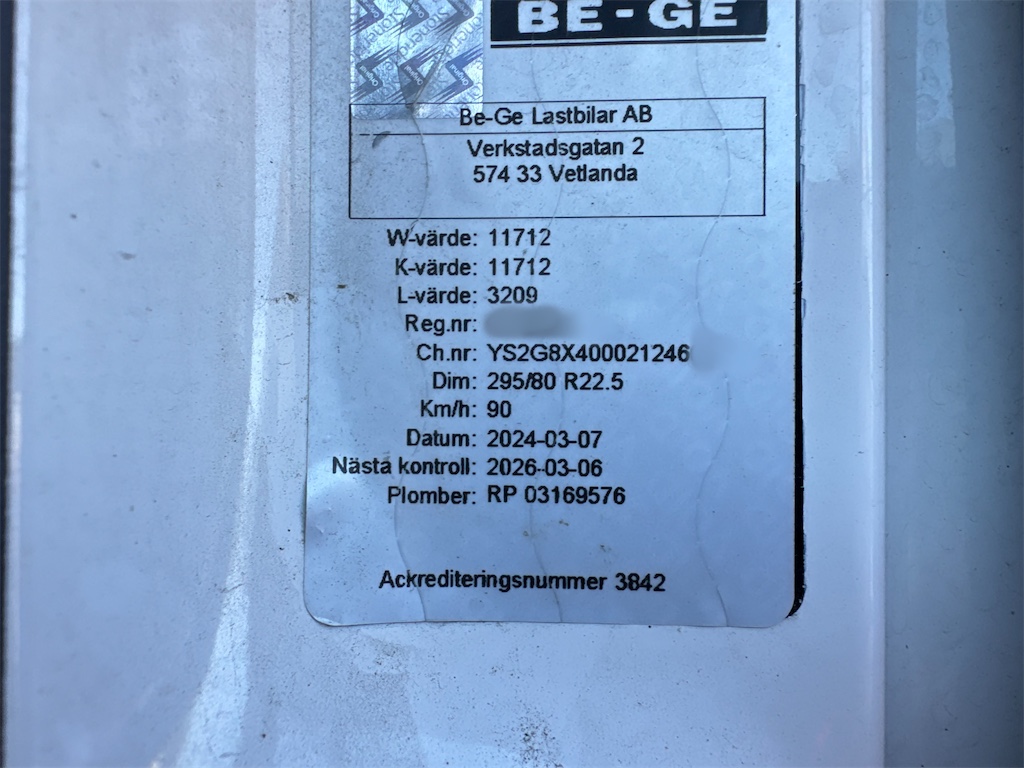 BE-GE
Be-Ge Lastbilar AB
Verkstadsgatan 2
574 33 Vetlanda
W-värde: 11712
K-värde: 11712
L-värde: 3209
Reg.nr:
Ch.nr: YS2G8X400021246
Dim: 295/80 R22.5
Km/h: 90
Datum: 2024-03-07
Nästa kontroll: 2026-03-06
Plomber: RP 03169576
Ackrediteringsnummer 3842